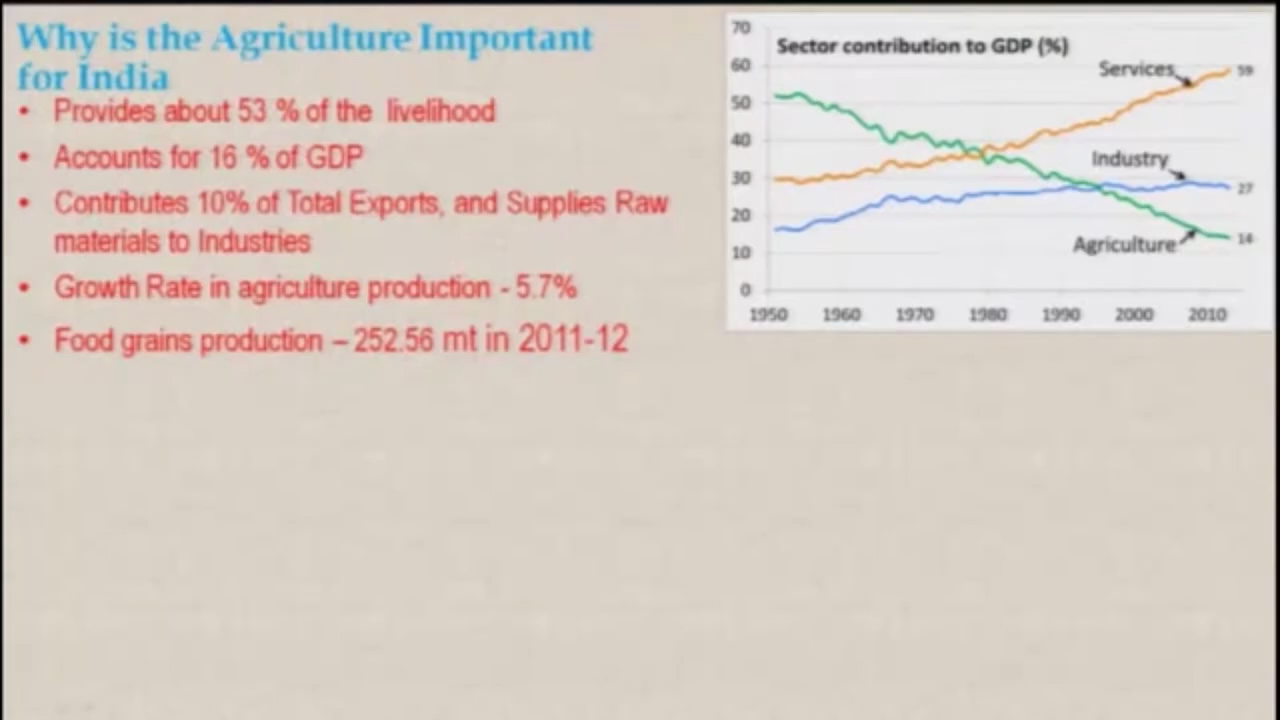 Why is the Agriculture Important
for India
• Provides about 53 % of the livelihood
• Accounts for 16 % of GDP
• Contributes 10% of Total Exports, and Supplies Raw
materials to Industries
• Growth Rate in agriculture production - 5.7%
• Food grains production – 252.56 mt in 2011-12
Sector contribution to GDP (%)
70
60
50
40
30
20
10
0
Services
59
Industry
27
Agriculture
14
1950 1960 1970 1980 1990 2000 2010